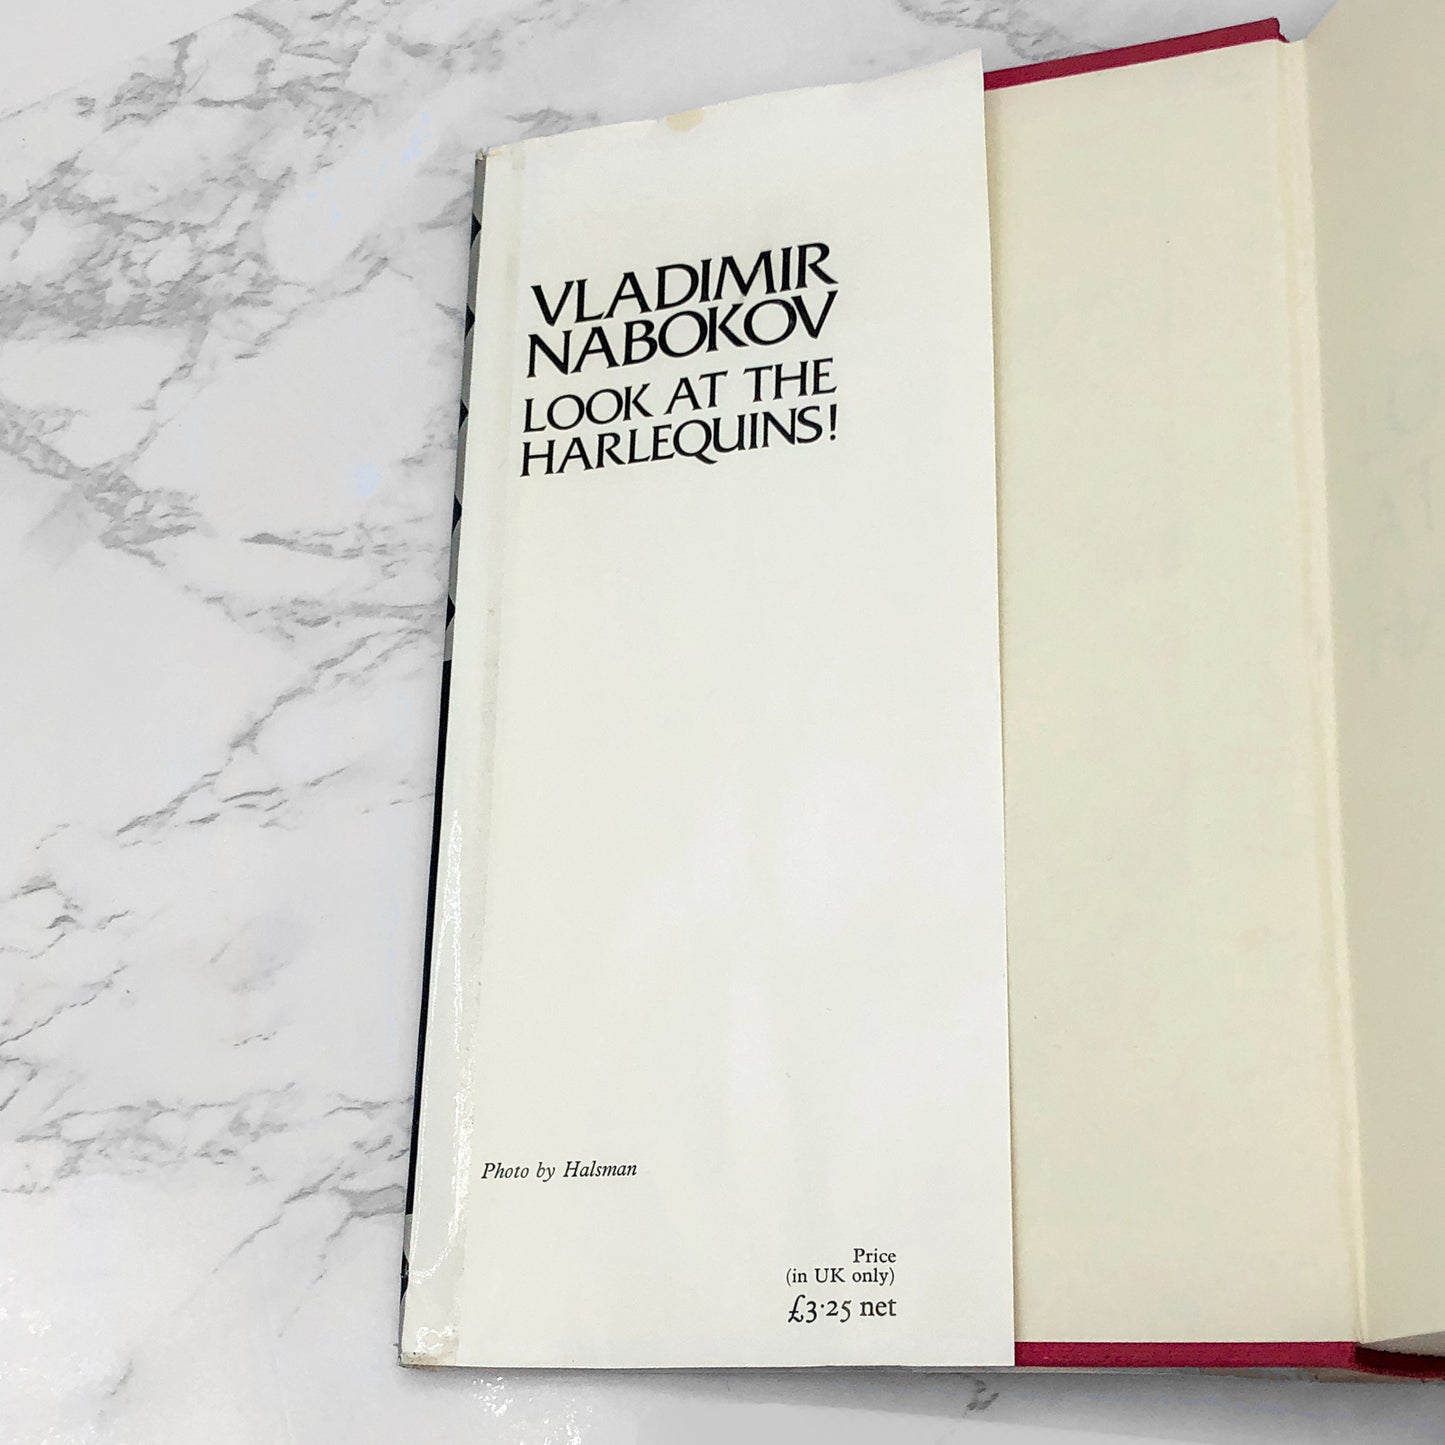 VLADIMIR
NABOKOV
LOOK AT THE
HARLEQUINS!
Photo by Halsman
Price
(in UK only)
£3·25 net